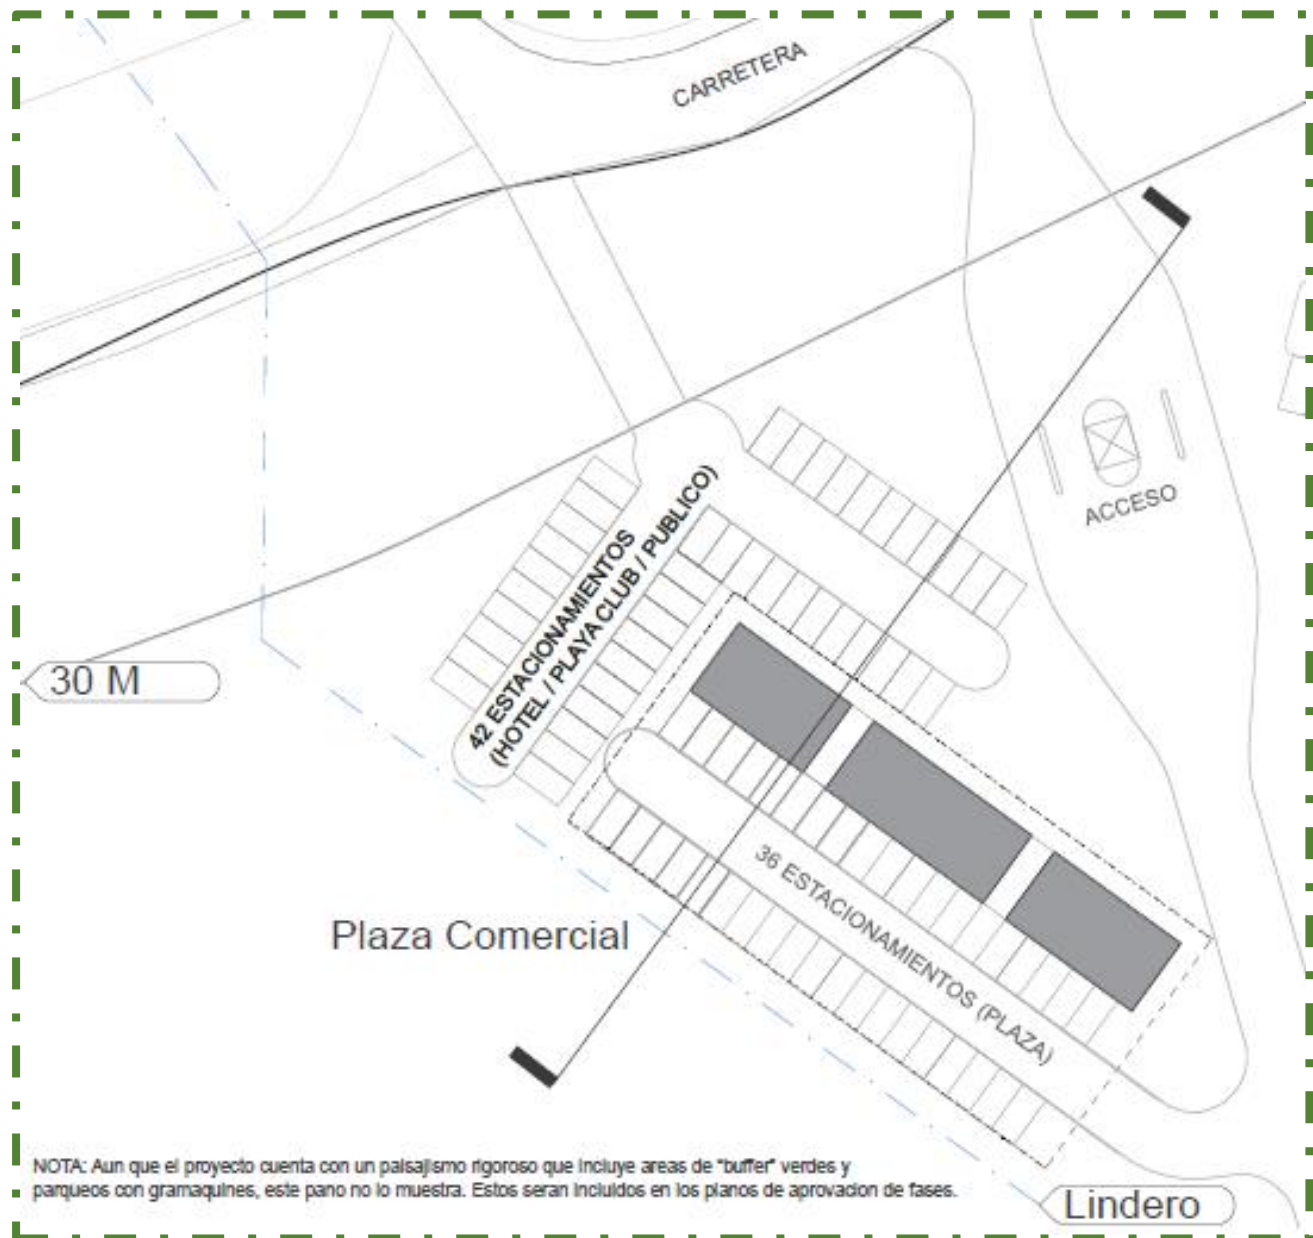 CARRETERA
ACCESO
42 ESTACIONAMIENTOS
(HOTEL / PLAYA CLUB / PUBLICO)
30 M
36 ESTACIONAMIENTOS (PLAZA)
Plaza Comercial
NOTA: Aun que el proyecto cuenta con un paisajismo rigoroso que incluye areas de "buffer" verdes y
parqueos con gramaquines, este pano no lo muestra. Estos seran incluidos en los planos de aprovacion de fases.
Lindero